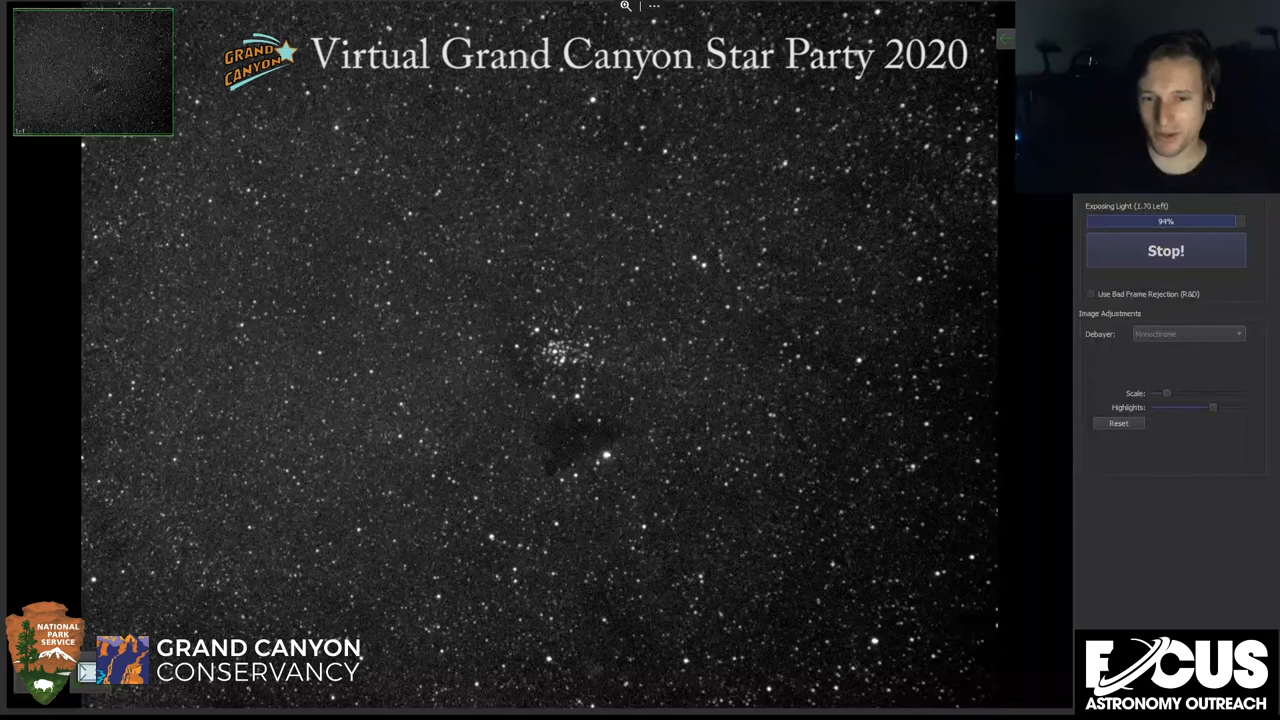 GRAND
CANYON
Virtual Grand Canyon Star Party 2020
Exposing Light (1.70 Left)
94%
Stop!
Use Bad Frame Rejection (R&D)
Image Adjustments
Debayer: Monochrome
Scale:
Highlights:
Reset
NATIONAL
PARK
SERVICE
GRAND CANYON
CONSERVANCY
FOCUS
ASTRONOMY OUTREACH